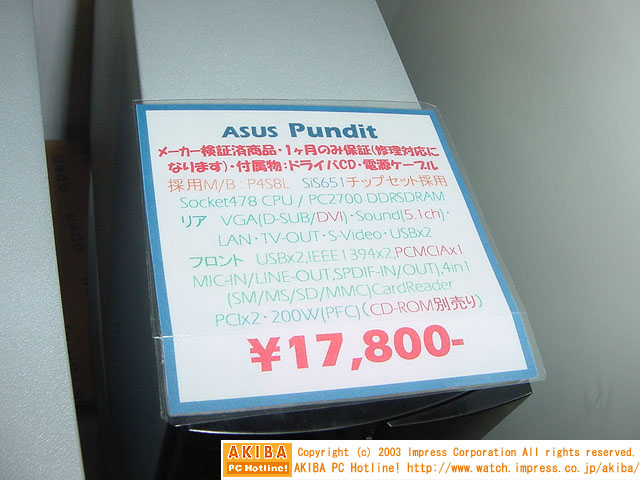 ASUS Pundit
メーカー検証済商品・1ヶ月のみ保証(修理対応に
なります)・付属物:ドライバCD・電源ケーブル
採用M/B:P4S8L SiS651チップセット採用
Socket478 CPU / PC2700 DDRSDRAM
リア VGA(D-SUB/DVI)・Sound(5.1ch)・
LAN・TV-OUT・S-Video・USBx2
フロント USBx2,IEEE1394x2,PCMCIAx1
MIC-IN/LINE-OUT,SPDIF-IN/OUT),4in1
(SM/MS/SD/MMC)CardReader
PCIx2・200W(PFC)(CD-ROM別売り)
¥17,800-
AKIBA
PC Hotline!
Copyright (c) 2003 Impress Corporation All rights reserved.
AKIBA PC Hotline! http://www.watch.impress.co.jp/akiba/